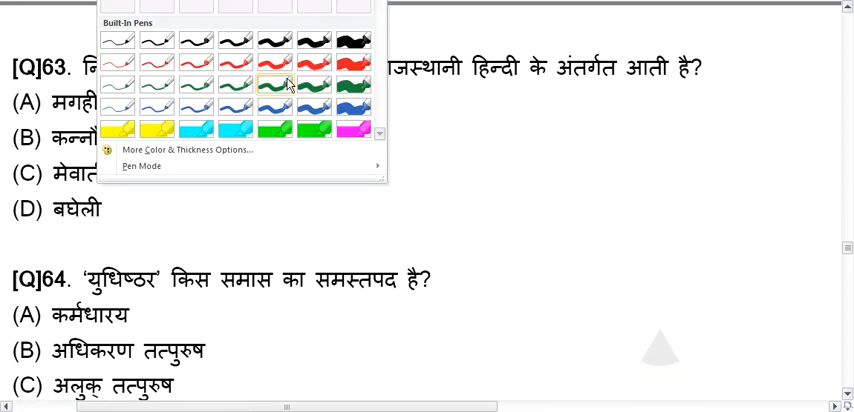 Built-In Pens
[Q]63. राजस्थानी हिन्दी के अंतर्गत आती है?
(A) मगही
(B)
(C)
More Color & Thickness Options...
Pen Mode
(D) बघेली
[Q]64. ‘युधिष्ठर’ किस समास का समस्तपद है?
(A) कर्मधारय
(B) अधिकरण तत्पुरुष
(C) अलुक् तत्पुरुष